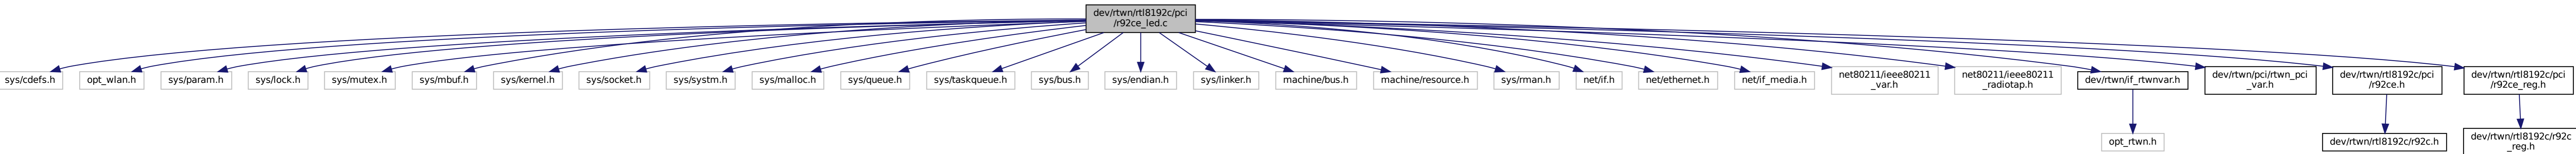 dev/rtwn/rtl8192c/pci
/r92ce_led.c
sys/cdefs.h
opt_wlan.h
sys/param.h
sys/lock.h
sys/mutex.h
sys/mbuf.h
sys/kernel.h
sys/socket.h
sys/systm.h
sys/malloc.h
sys/queue.h
sys/taskqueue.h
sys/bus.h
sys/endian.h
sys/linker.h
machine/bus.h
machine/resource.h
sys/rman.h
net/if.h
net/ethernet.h
net/if_media.h
net80211/ieee80211
_var.h
net80211/ieee80211
_radiotap.h
dev/rtwn/if_rtwnvar.h
dev/rtwn/pci/rtwn_pci
_var.h
dev/rtwn/rtl8192c/pci
/r92ce.h
dev/rtwn/rtl8192c/pci
/r92ce_reg.h
opt_rtwn.h
dev/rtwn/rtl8192c/r92c.h
dev/rtwn/rtl8192c/r92c
_reg.h